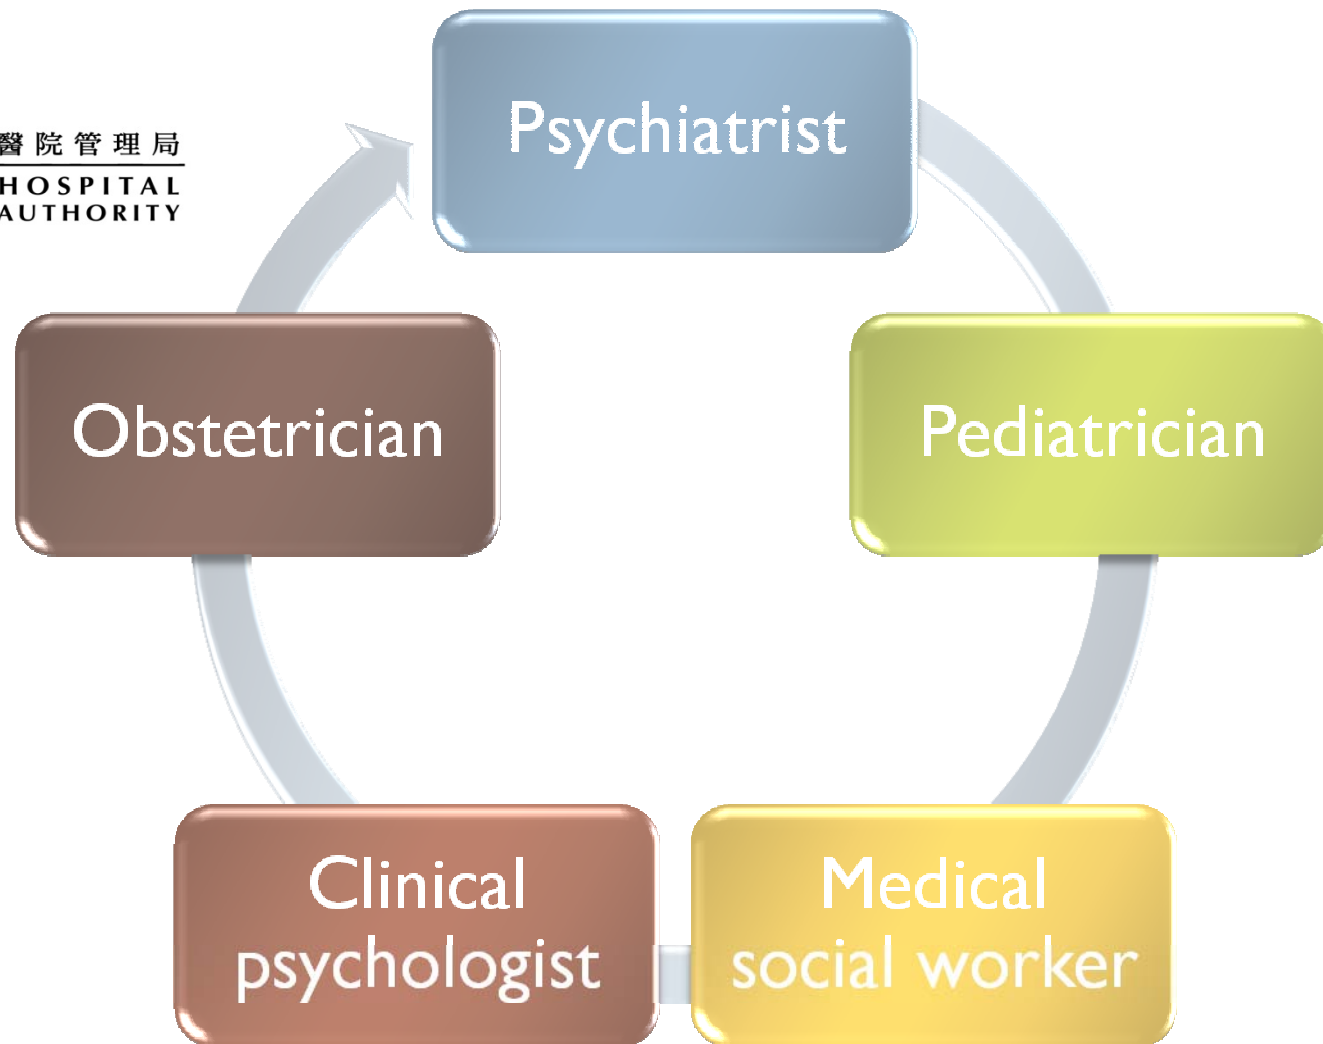 Psychiatrist
醫院管理局
HOSPITAL
AUTHORITY
Obstetrician
Pediatrician
Clinical
psychologist
Medical
social worker